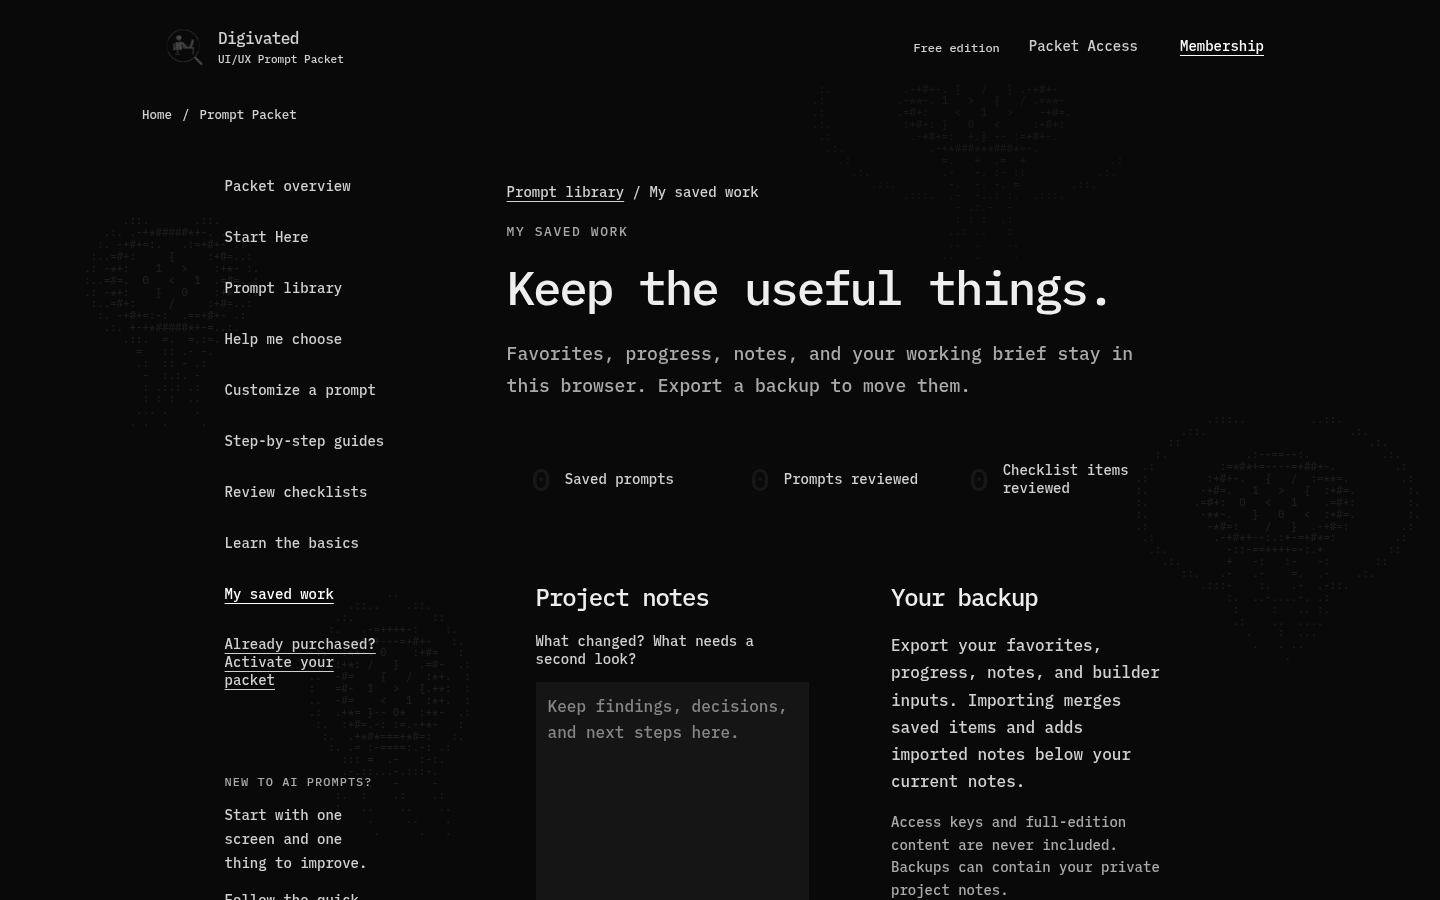 Digivated
UI/UX Prompt Packet
Free edition
Packet Access
Membership
Home / Prompt Packet
Packet overview
Start Here
Prompt library
Help me choose
Customize a prompt
Step-by-step guides
Review checklists
Learn the basics
My saved work
Already purchased?
Activate your
packet
NEW TO AI PROMPTS?
Start with one
screen and one
thing to improve.
Follow the quick
Prompt library / My saved work
MY SAVED WORK
Keep the useful things.
Favorites, progress, notes, and your working brief stay in
this browser. Export a backup to move them.
0 Saved prompts
0 Prompts reviewed
0 Checklist items
reviewed
Project notes
What changed? What needs a
second look?
Keep findings, decisions,
and next steps here.
Your backup
Export your favorites,
progress, notes, and builder
inputs. Importing merges
saved items and adds
imported notes below your
current notes.
Access keys and full-edition
content are never included.
Backups can contain your private
project notes.